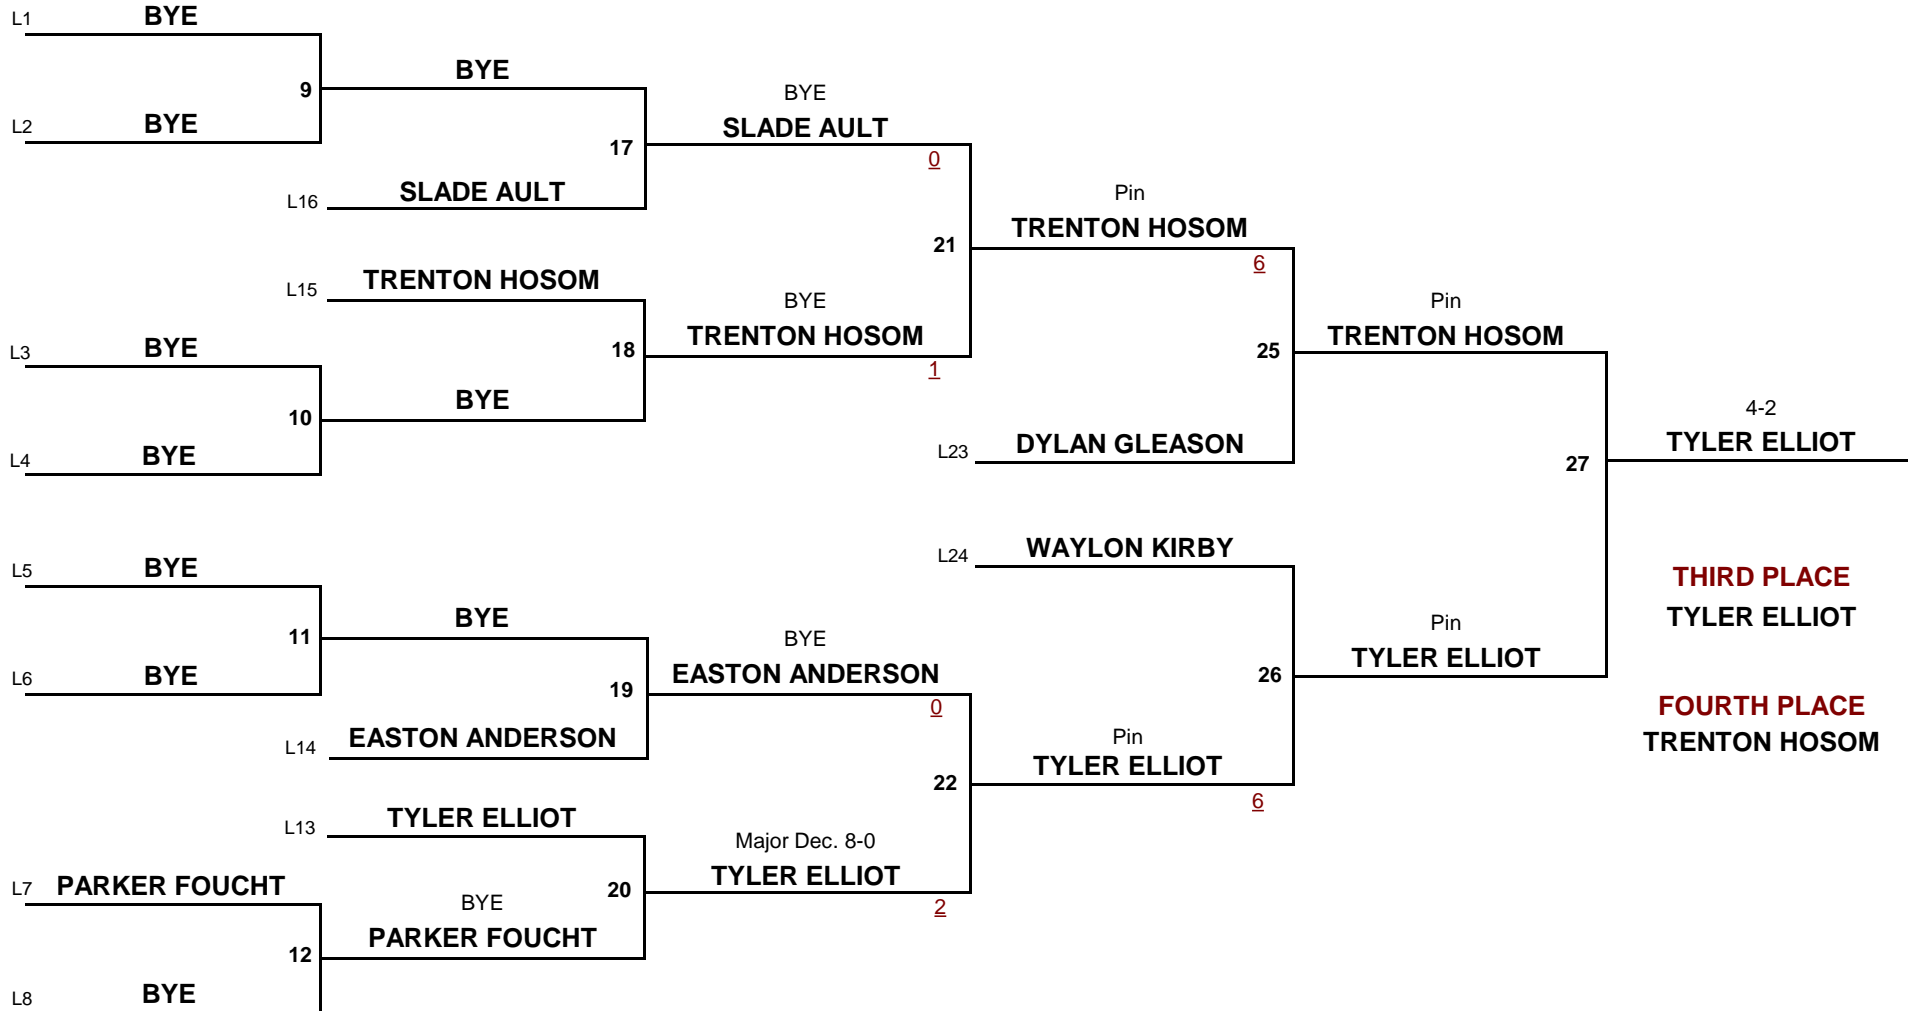 L1 BYE
9
BYE
L2 BYE
BYE
SLADE AULT
0
17
L16 SLADE AULT
Pin
TRENTON HOSOM
6
21
L15 TRENTON HOSOM
BYE
TRENTON HOSOM
1
18
L3 BYE
10
BYE
L4 BYE
Pin
TRENTON HOSOM
25
L23 DYLAN GLEASON
4-2
TYLER ELLIOT
27
L24 WAYLON KIRBY
L5 BYE
11
BYE
L6 BYE
BYE
EASTON ANDERSON
0
19
L14 EASTON ANDERSON
Pin
TYLER ELLIOT
26
THIRD PLACE
TYLER ELLIOT
FOURTH PLACE
TRENTON HOSOM
Pin
TYLER ELLIOT
6
22
L13 TYLER ELLIOT
Major Dec. 8-0
TYLER ELLIOT
2
20
L7 PARKER FOUCHT
BYE
PARKER FOUCHT
12
L8 BYE